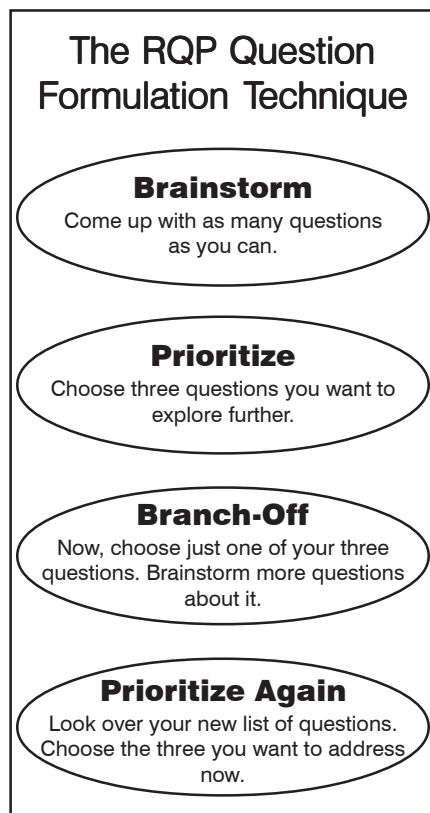 The RQP Question
Formulation Technique
Brainstorm
Come up with as many questions
as you can.
Prioritize
Choose three questions you want to
explore further.
Branch-Off
Now, choose just one of your three
questions. Brainstorm more questions
about it.
Prioritize Again
Look over your new list of questions.
Choose the three you want to address
now.